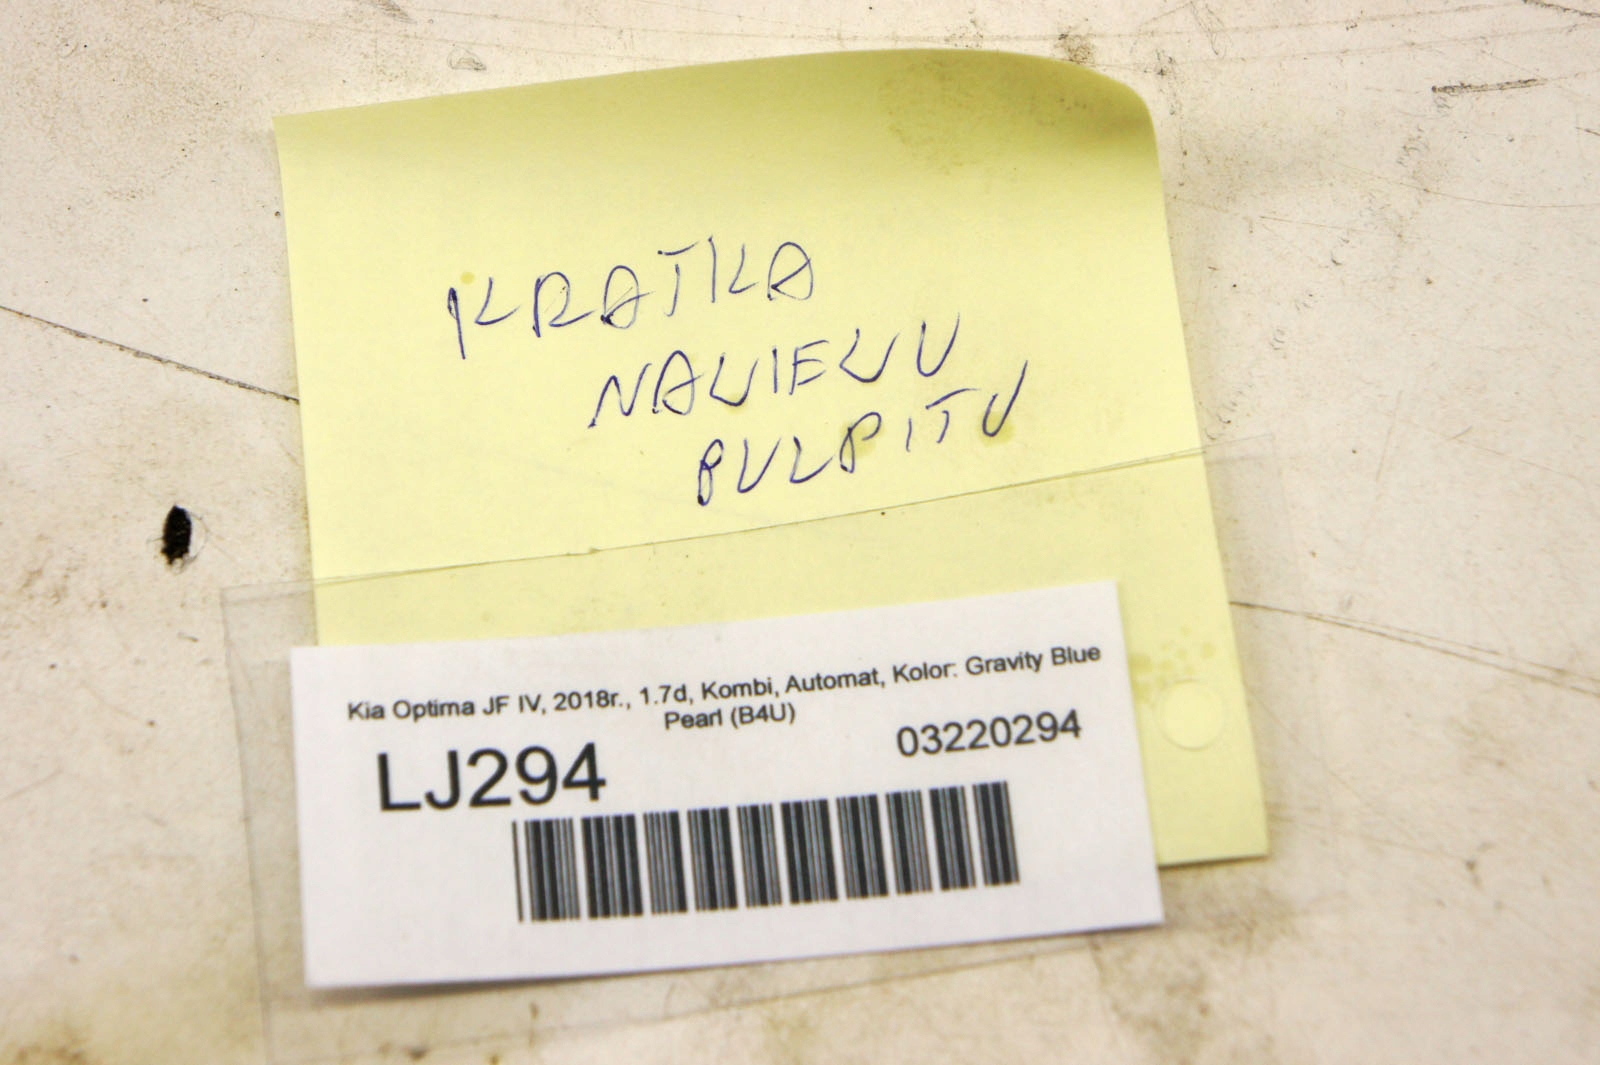 KRATKA
NAWIEWU
PULPITU
Kia Optima JF IV, 2018r., 1.7d, Kombi, Automat, Kolor: Gravity Blue
Pearl (B4U)
LJ294
03220294